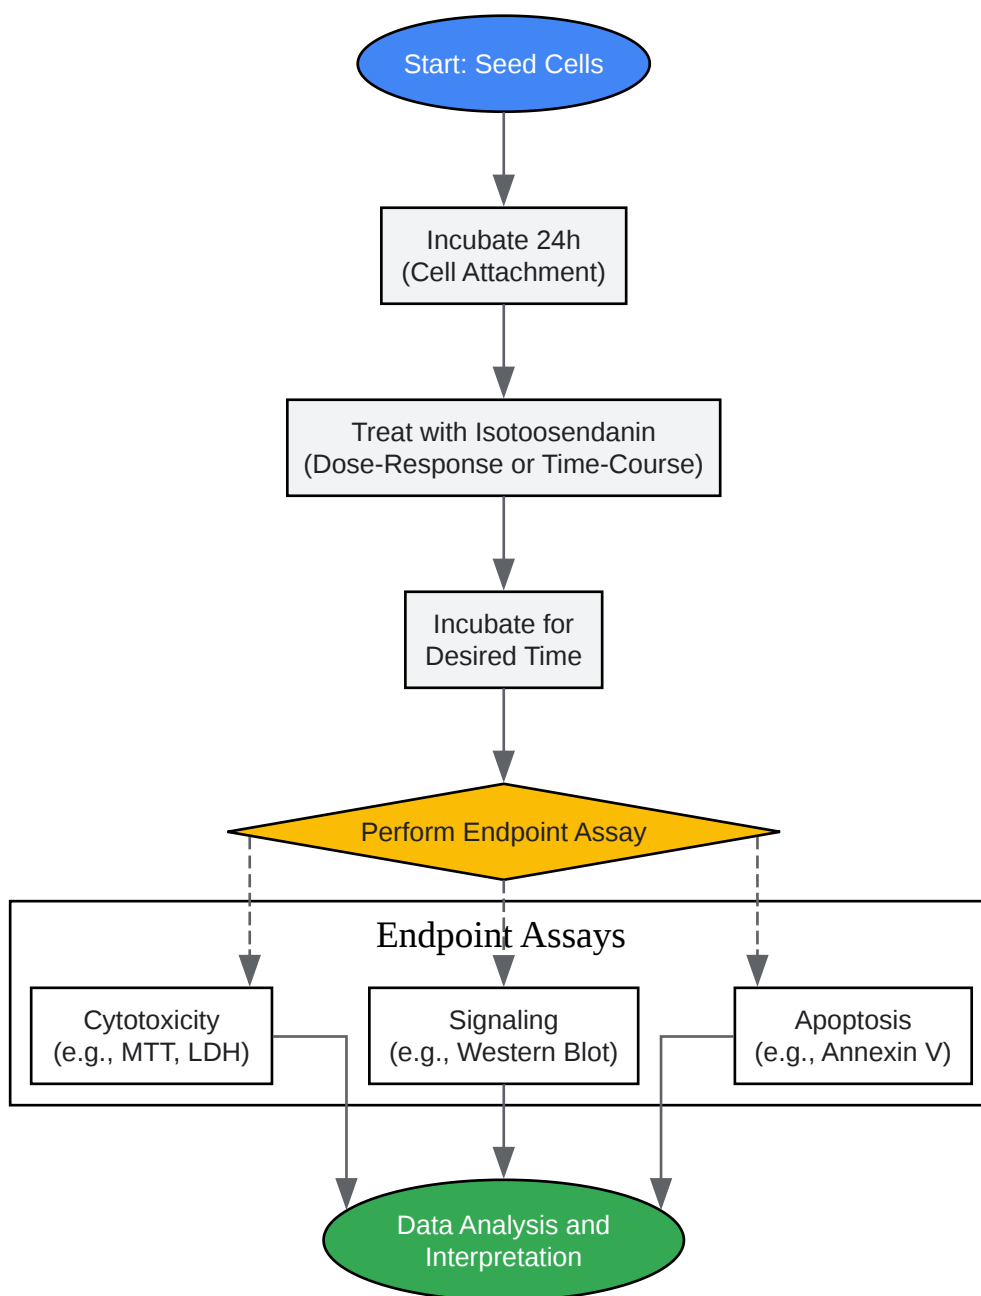 Start: Seed Cells
Incubate 24h
(Cell Attachment)
Treat with Isotoosendanin
(Dose-Response or Time-Course)
Incubate for
Desired Time
Perform Endpoint Assay
Endpoint Assays
Cytotoxicity
(e.g., MTT, LDH)
Signaling
(e.g., Western Blot)
Apoptosis
(e.g., Annexin V)
Data Analysis and
Interpretation